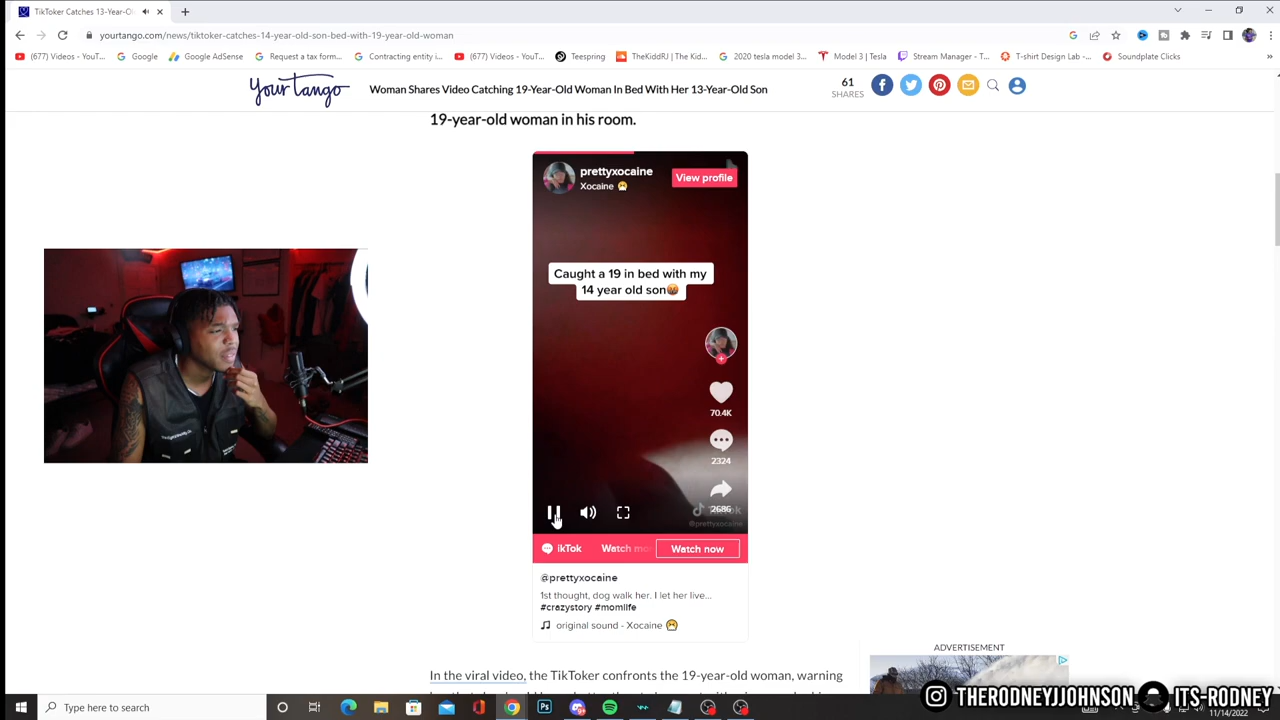 TikToker Catches 13-Year-Ol
yourtango.com/news/tiktoker-catches-14-year-old-son-bed-with-19-year-old-woman
(677) Videos - YouT...
Google
Google AdSense
Request a tax form...
Contracting entity i...
(677) Videos - YouT...
Teespring
TheKiddRJ | The Kid...
2020 tesla model 3...
Model 3 | Tesla
Stream Manager - T...
T-shirt Design Lab -...
Soundplate Clicks
YourTango
Woman Shares Video Catching 19-Year-Old Woman In Bed With Her 13-Year-Old Son
61
SHARES
19-year-old woman in his room.
prettyxocaine
Xocaine
View profile
Caught a 19 in bed with my
14 year old son
70.4K
2324
2686
@prettyxocaine
ikTok
Watch mo
Watch now
@prettyxocaine
1st thought, dog walk her. I let her live...
#crazystory #momlife
original sound - Xocaine
ADVERTISEMENT
In the viral video, the TikToker confronts the 19-year-old woman, warning
THERODNEYJJOHNSON
ITS-RODNEY
Type here to search
11/14/2022